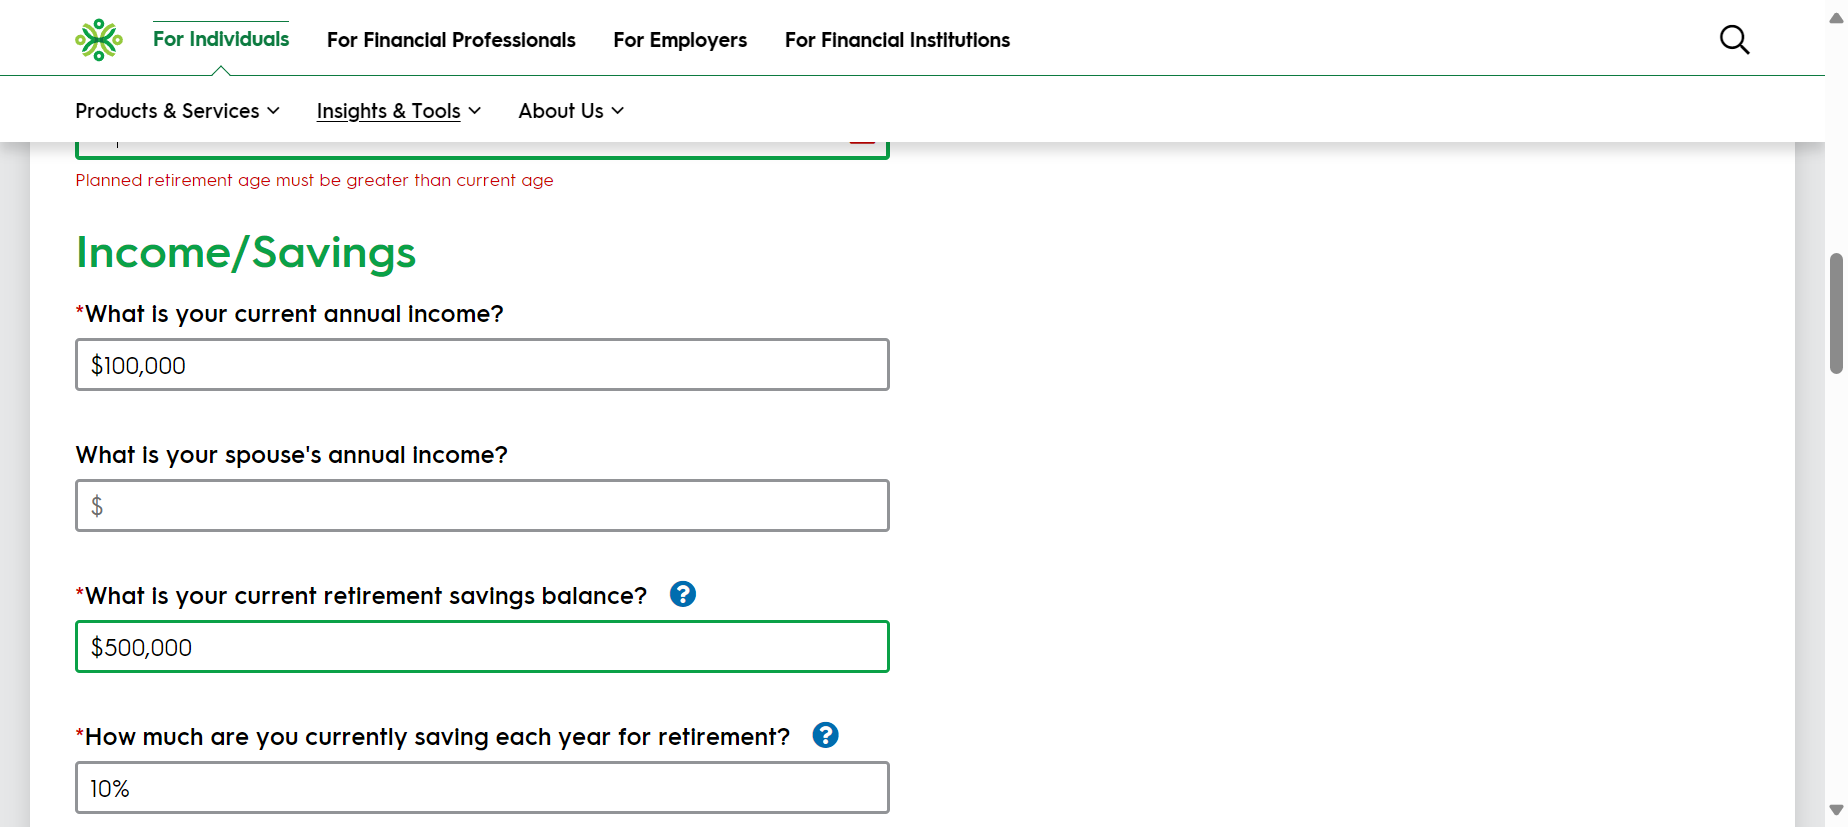 For Individuals
For Financial Professionals
For Employers
For Financial Institutions
Products & Services
Insights & Tools
About Us
Planned retirement age must be greater than current age
Income/Savings
*What is your current annual income?
$100,000
What is your spouse's annual income?
$
*What is your current retirement savings balance? ?
$500,000
*How much are you currently saving each year for retirement? ?
10%